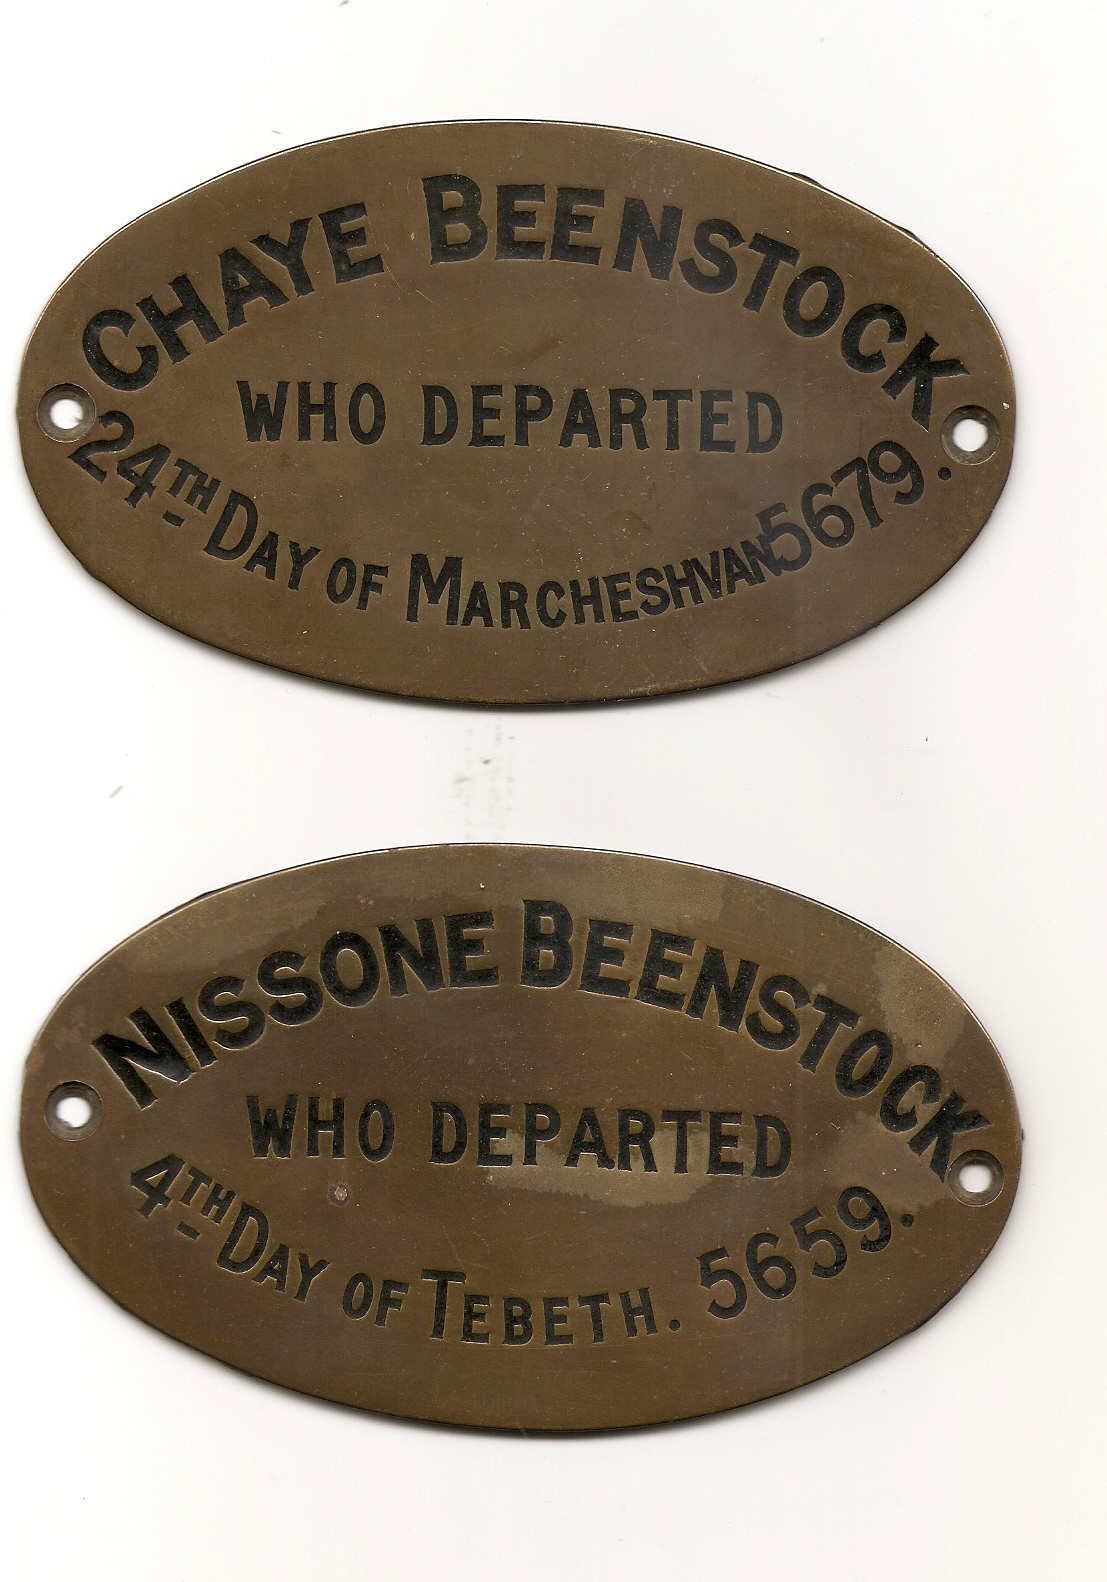 CHAYE BEENSTOCK
WHO DEPARTED
24TH DAY OF MARCHESHVAN 5679.
NISSONE BEENSTOCK
WHO DEPARTED
4TH DAY OF TEBETH. 5659.